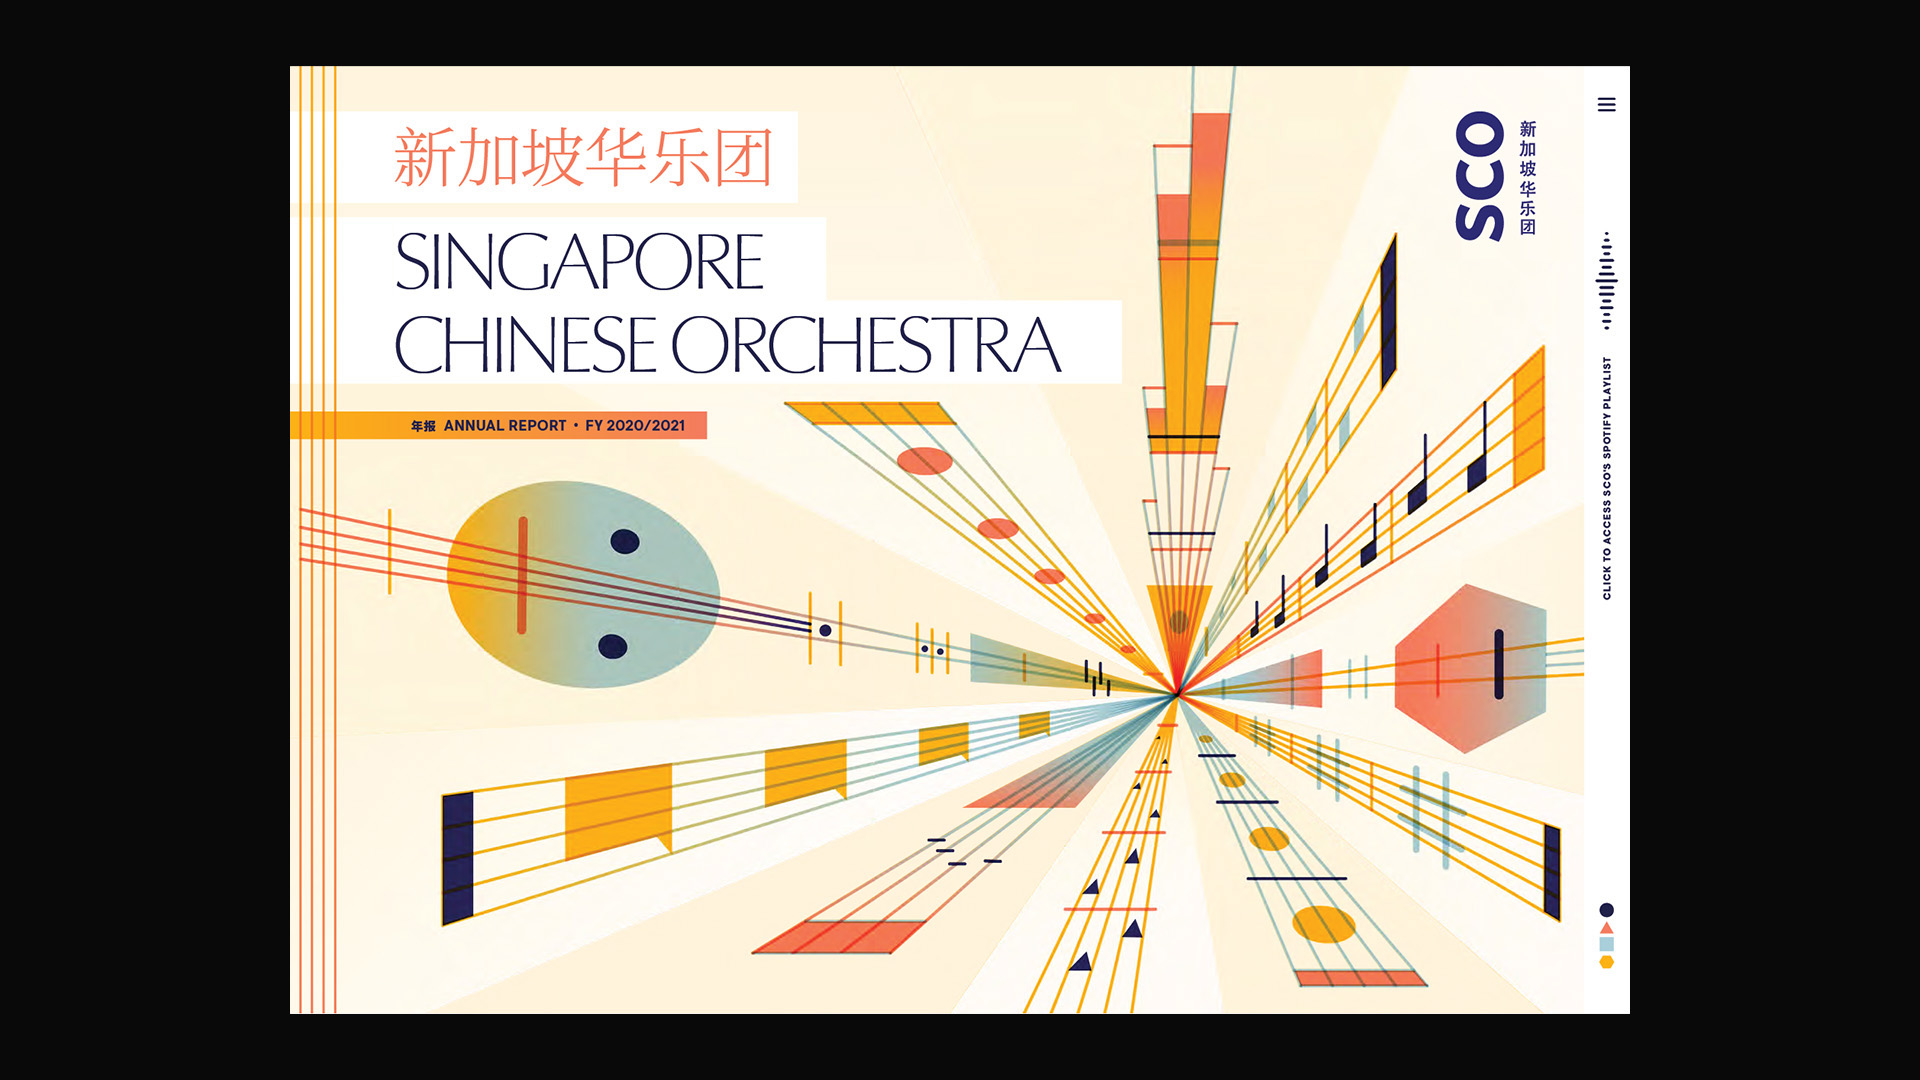 新加坡华乐团
SINGAPORE
CHINESE ORCHESTRA
年报 ANNUAL REPORT • FY 2020/2021
SCO
新加坡华乐团
CLICK TO ACCESS SCO'S SPOTIFY PLAYLIST